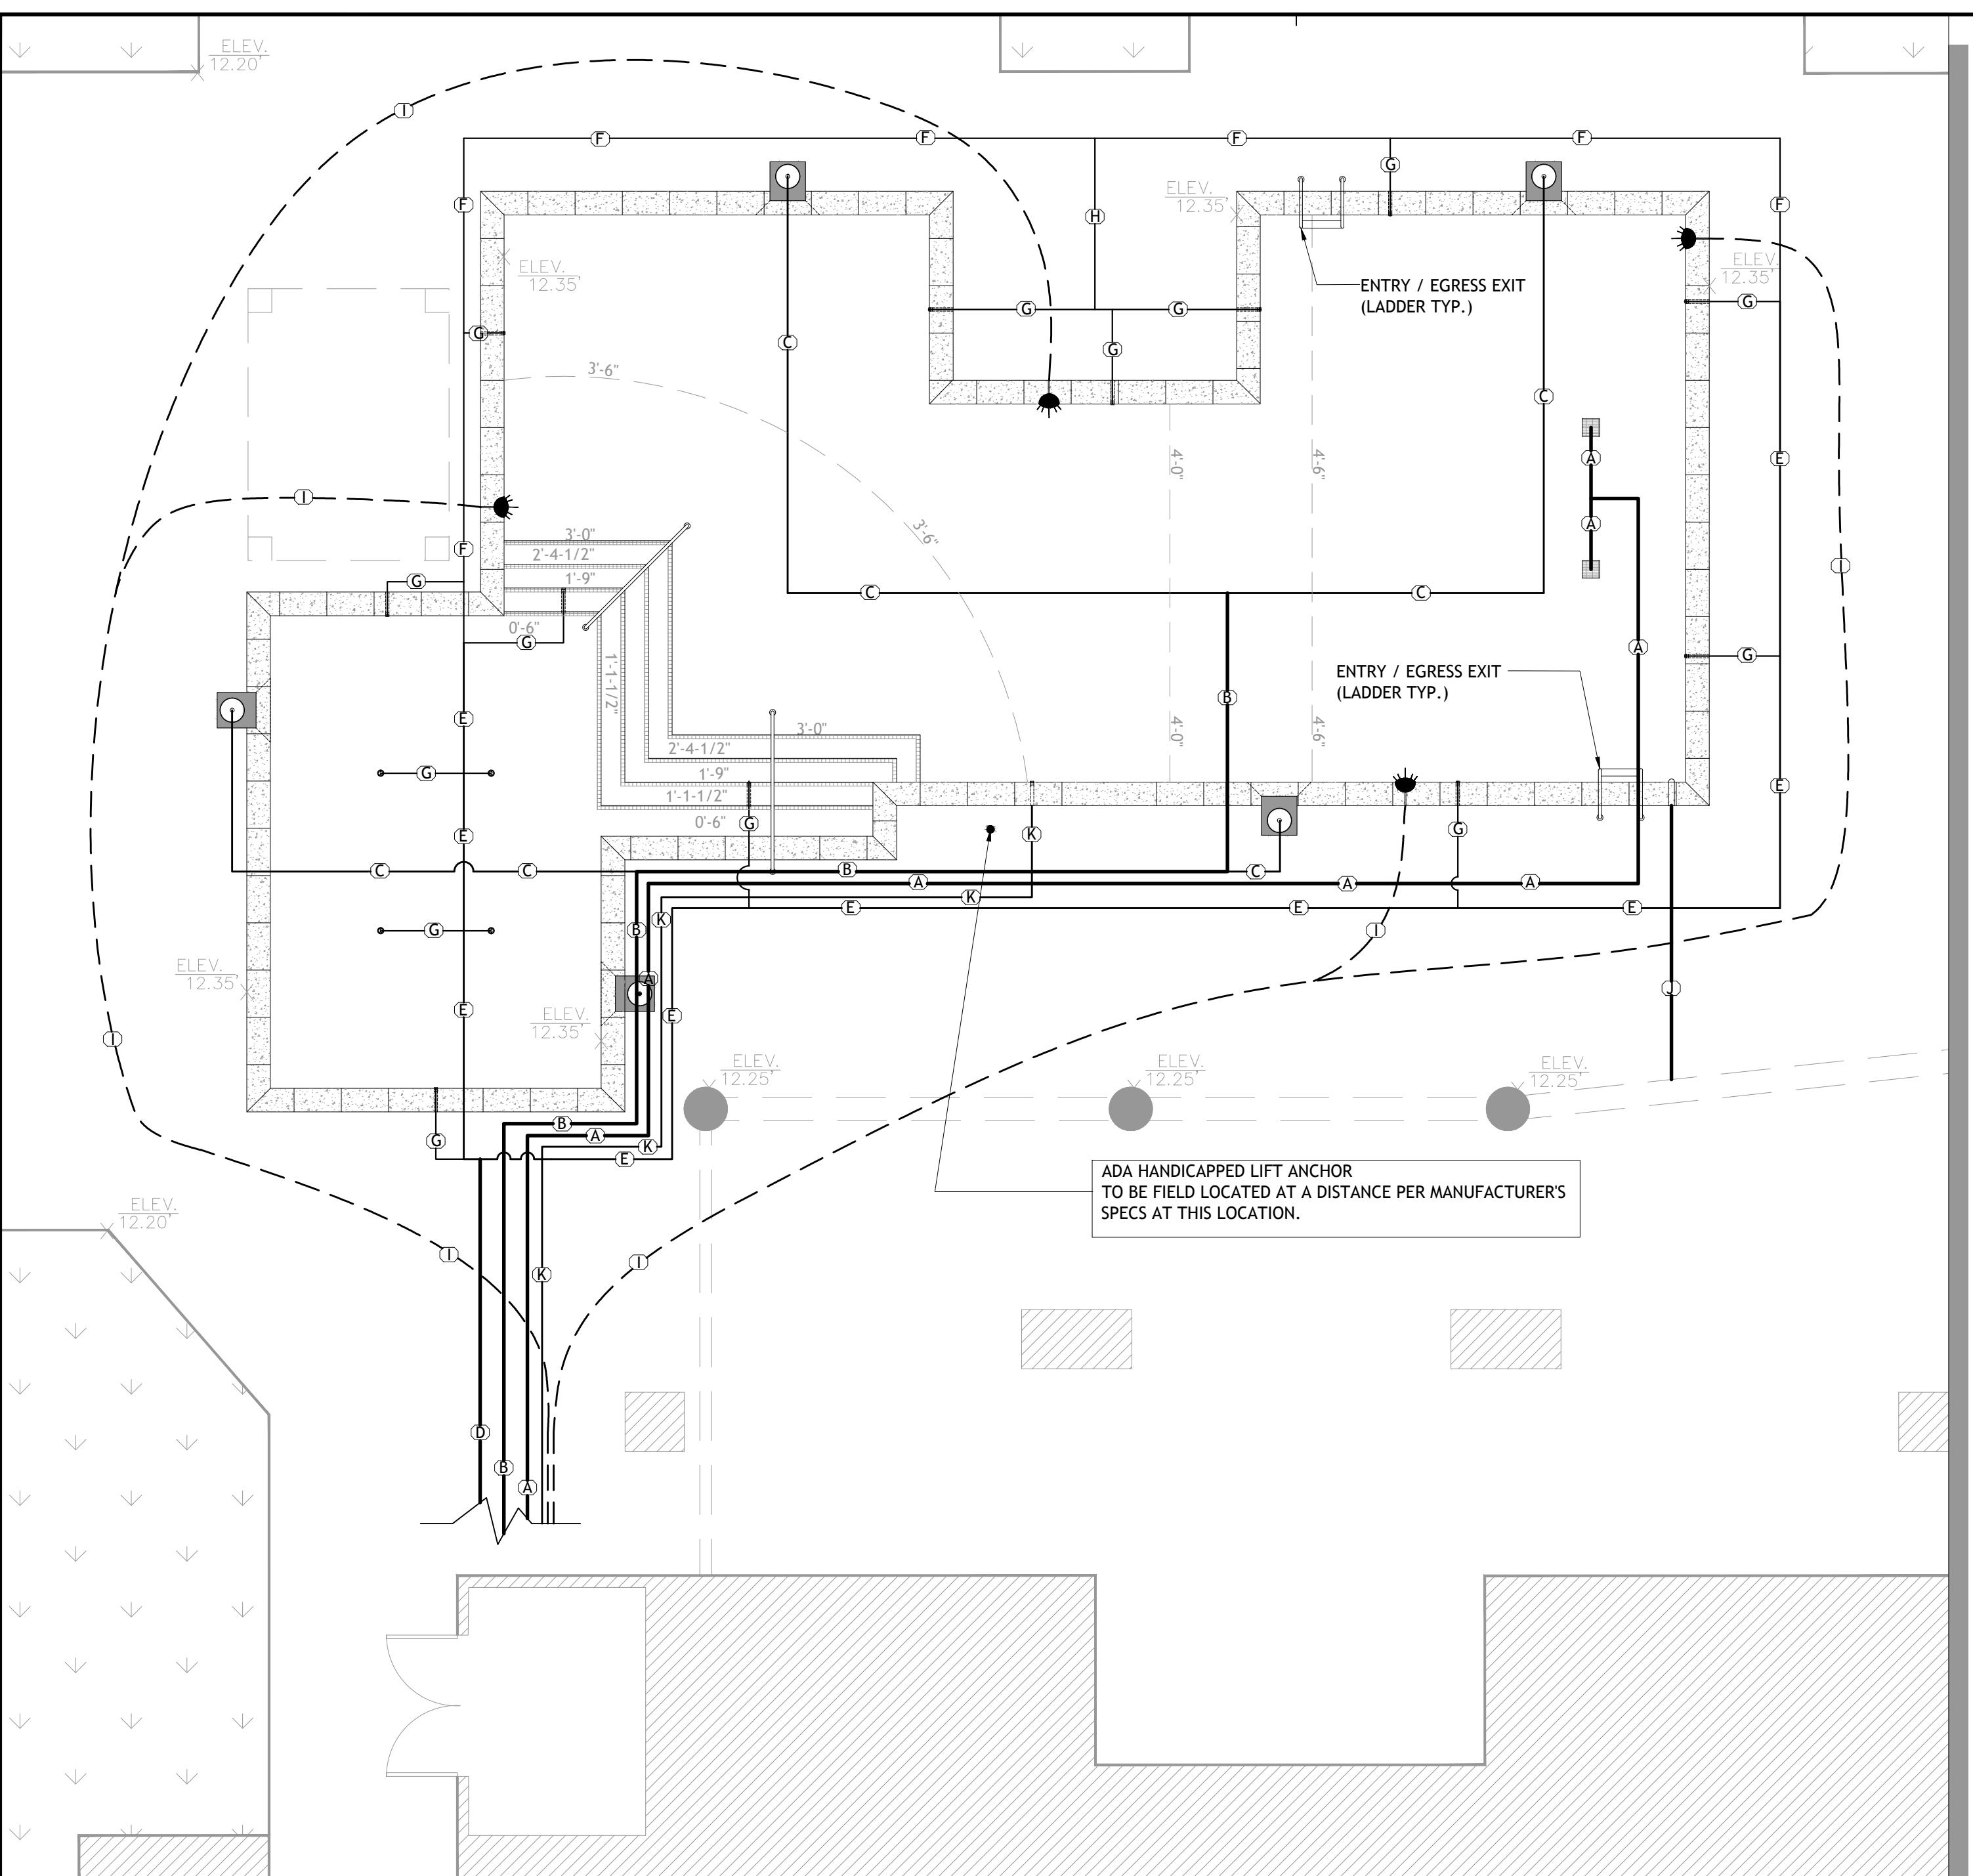 ELEV.
12.20'
I
F
F
F
F
G
F
H
F
ELEV.
12.35'
ELEV.
12.35'
ELEV.
12.35'
ENTRY / EGRESS EXIT
(LADDER TYP.)
G
G
G
G
G
C
G
C
3'-6"
4'-0"
4'-6"
A
E
I
A
3'-6"
F
3'-0"
2'-4-1/2"
1'-9"
0'-6"
G
G
C
C
I
A
1'-1-1/2"
ENTRY / EGRESS EXIT
(LADDER TYP.)
G
B
E
3'-0"
2'-4-1/2"
1'-9"
1'-1-1/2"
0'-6"
4'-0"
4'-6"
G
G
K
G
E
E
C
C
B
C
A
A
A
K
E
E
E
K
G
B
I
ELEV.
12.35'
A
J
E
E
ELEV.
12.35'
I
ELEV.
12.25'
ELEV.
12.25'
ELEV.
12.25'
B
A
G
K
E
ADA HANDICAPPED LIFT ANCHOR
TO BE FIELD LOCATED AT A DISTANCE PER MANUFACTURER'S
SPECS AT THIS LOCATION.
ELEV.
12.20'
I
I
K
D
B
A